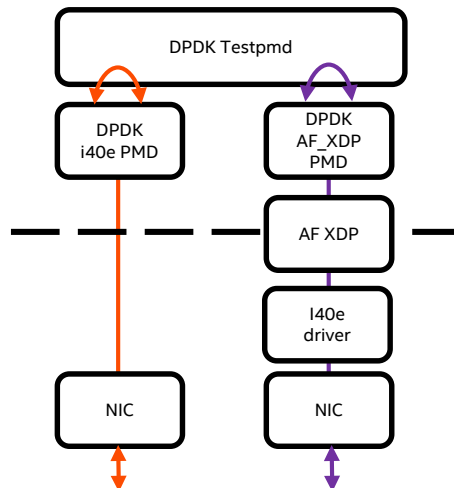 DPDK Testpmd
DPDK
i40e PMD
DPDK
AF_XDP
PMD
AF XDP
I40e
driver
NIC
NIC